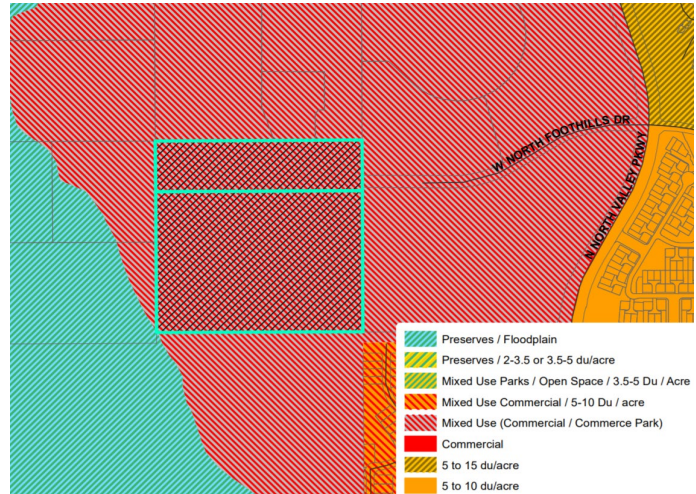 W NORTH FOOTHILLS DR
N NORTH VALLEY PKWY
Preserves / Floodplain
Preserves / 2-3.5 or 3.5-5 du/acre
Mixed Use Parks / Open Space / 3.5-5 Du / Acre
Mixed Use Commercial / 5-10 Du / acre
Mixed Use (Commercial / Commerce Park)
Commercial
5 to 15 du/acre
5 to 10 du/acre